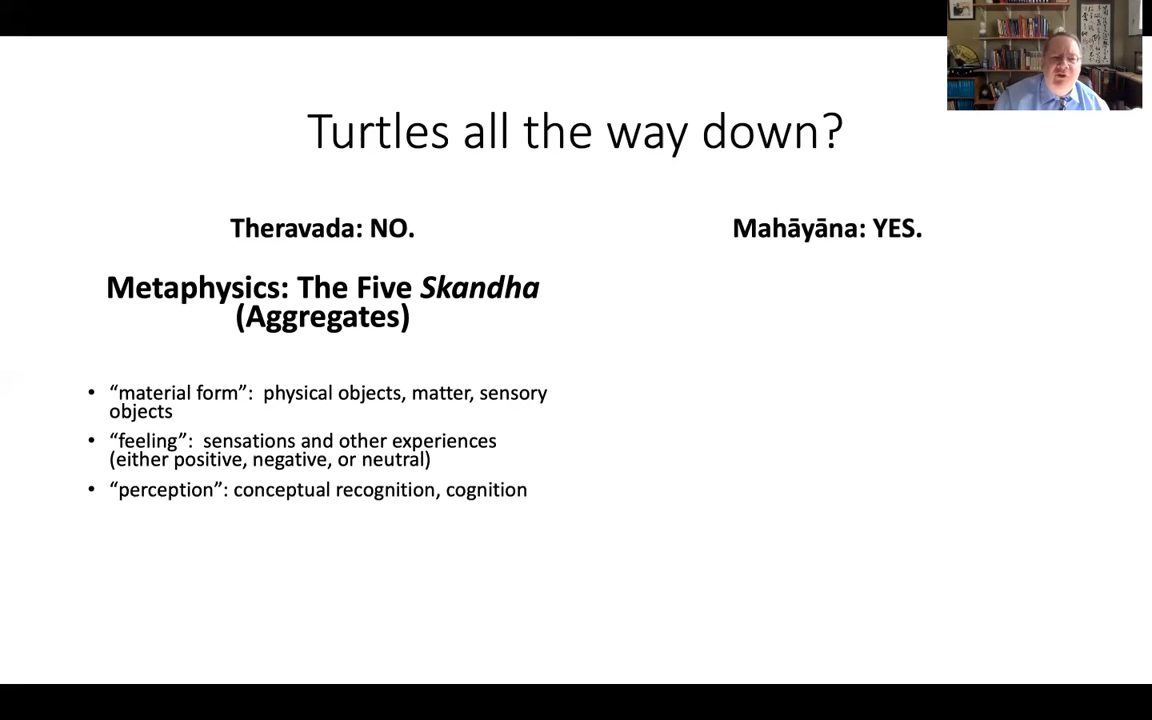 Turtles all the way down?
Theravada: NO.
Mahāyāna: YES.
Metaphysics: The Five Skandha
(Aggregates)
• “material form”: physical objects, matter, sensory
objects
• “feeling”: sensations and other experiences
(either positive, negative, or neutral)
• “perception”: conceptual recognition, cognition